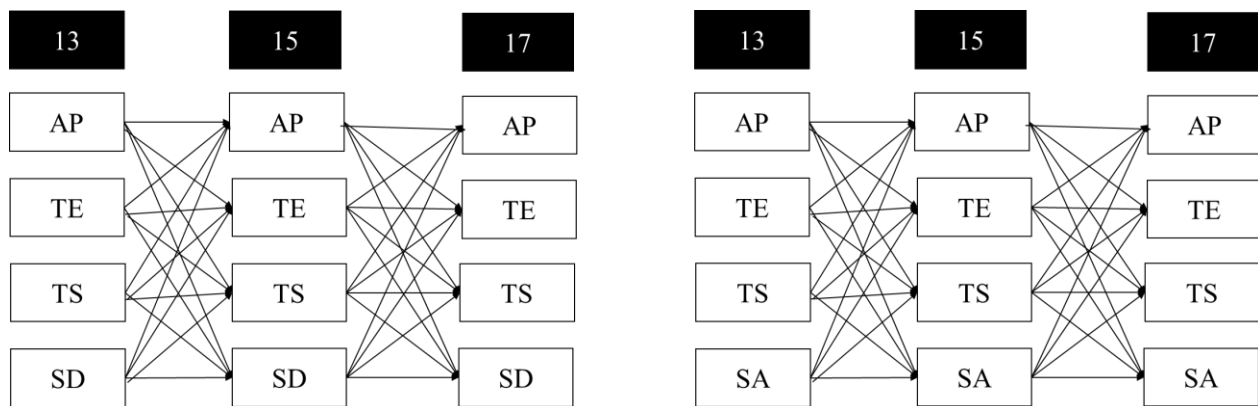 13 15 17 13 15 17
AP AP AP AP AP AP
TE TE TE TE TE TE
TS TS TS TS TS TS
SD SD SD SA SA SA